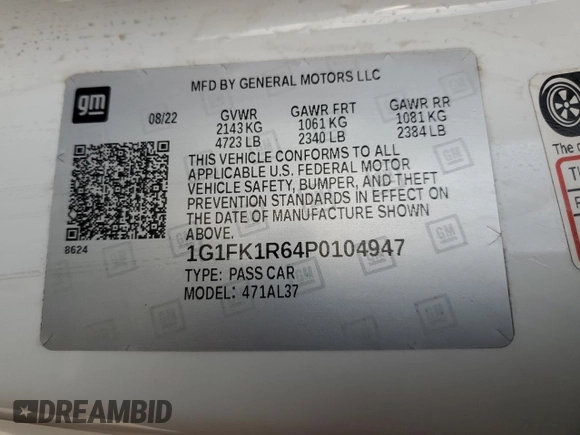 gm
MFD BY GENERAL MOTORS LLC
08/22 GVWR GAWR FRT GAWR RR
2143 KG 1061 KG 1081 KG
4723 LB 2340 LB 2384 LB
THIS VEHICLE CONFORMS TO ALL
APPLICABLE U.S. FEDERAL MOTOR
VEHICLE SAFETY, BUMPER, AND THEFT
PREVENTION STANDARDS IN EFFECT ON
THE DATE OF MANUFACTURE SHOWN
ABOVE.
8624
1G1FK1R64P0104947
TYPE: PASS CAR
MODEL: 471AL37
The
DREAMBID